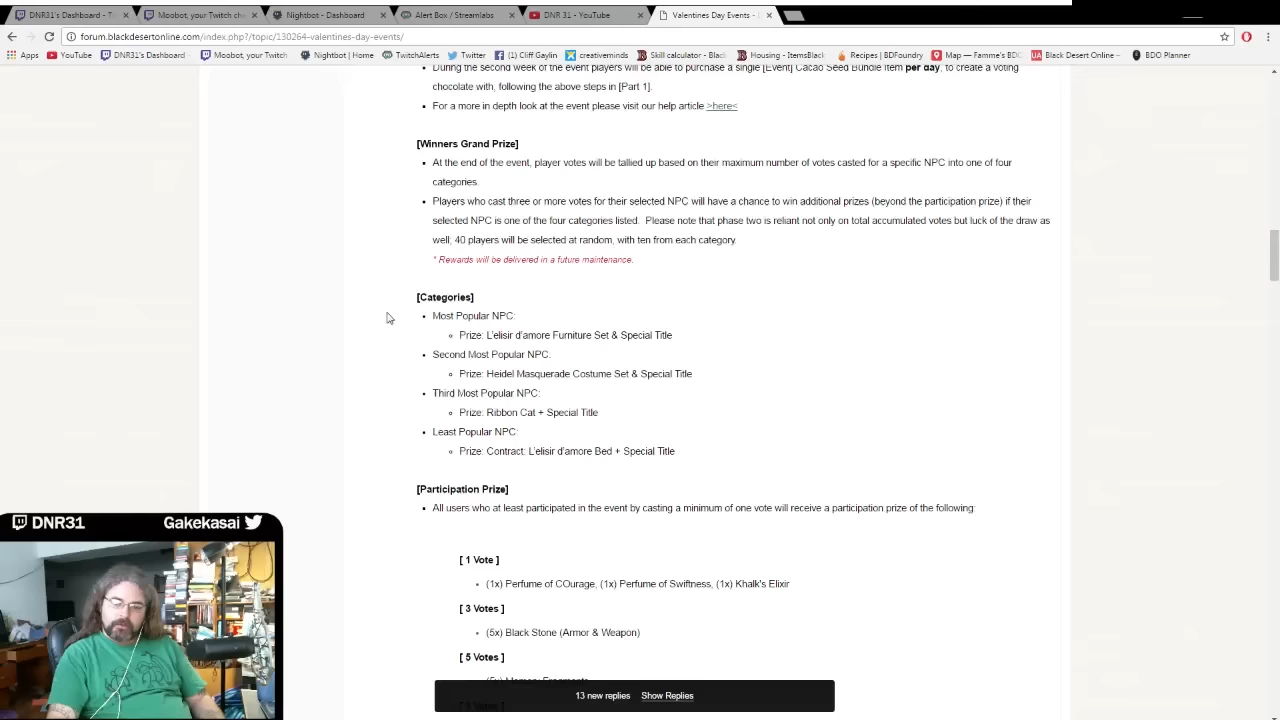 DNR31's Dashboard - T
Moobot, your Twitch ch
Nightbot - Dashboard
Alert Box / Streamlabs
DNR 31 - YouTube
Valentines Day Events -
forum.blackdesertonline.com/index.php?/topic/130264-valentines-day-events/
Apps
YouTube
DNR31's Dashboard
Moobot, your Twitch
Nightbot - Home
TwitchAlerts
Twitter
(1) Cliff Gaylin
creativeminds
Skill calculator - Black
Housing - ItemsBlack
Recipes | BDFoundry
Map — Famme's BDO
Black Desert Online –
BDO Planner
During the second week of the event players will be able to purchase a single [Event] Cacao Seed Bundle item per day, to create a voting
chocolate with, following the above steps in [Part 1].
For a more in depth look at the event please visit our help article >here<
[Winners Grand Prize]
At the end of the event, player votes will be tallied up based on their maximum number of votes casted for a specific NPC into one of four
categories.
Players who cast three or more votes for their selected NPC will have a chance to win additional prizes (beyond the participation prize) if their
selected NPC is one of the four categories listed. Please note that phase two is reliant not only on total accumulated votes but luck of the draw as
well; 40 players will be selected at random, with ten from each category.
* Rewards will be delivered in a future maintenance.
[Categories]
Most Popular NPC:
Prize: L'elisir d'amore Furniture Set & Special Title
Second Most Popular NPC:
Prize: Heidel Masquerade Costume Set & Special Title
Third Most Popular NPC:
Prize: Ribbon Cat + Special Title
Least Popular NPC:
Prize: Contract: L'elisir d'amore Bed + Special Title
[Participation Prize]
All users who at least participated in the event by casting a minimum of one vote will receive a participation prize of the following:
[ 1 Vote ]
(1x) Perfume of COurage, (1x) Perfume of Swiftness, (1x) Khalk's Elixir
[ 3 Votes ]
(5x) Black Stone (Armor & Weapon)
[ 5 Votes ]
(5x) Memory Fragments
13 new replies Show Replies
DNR31
Gakekasai